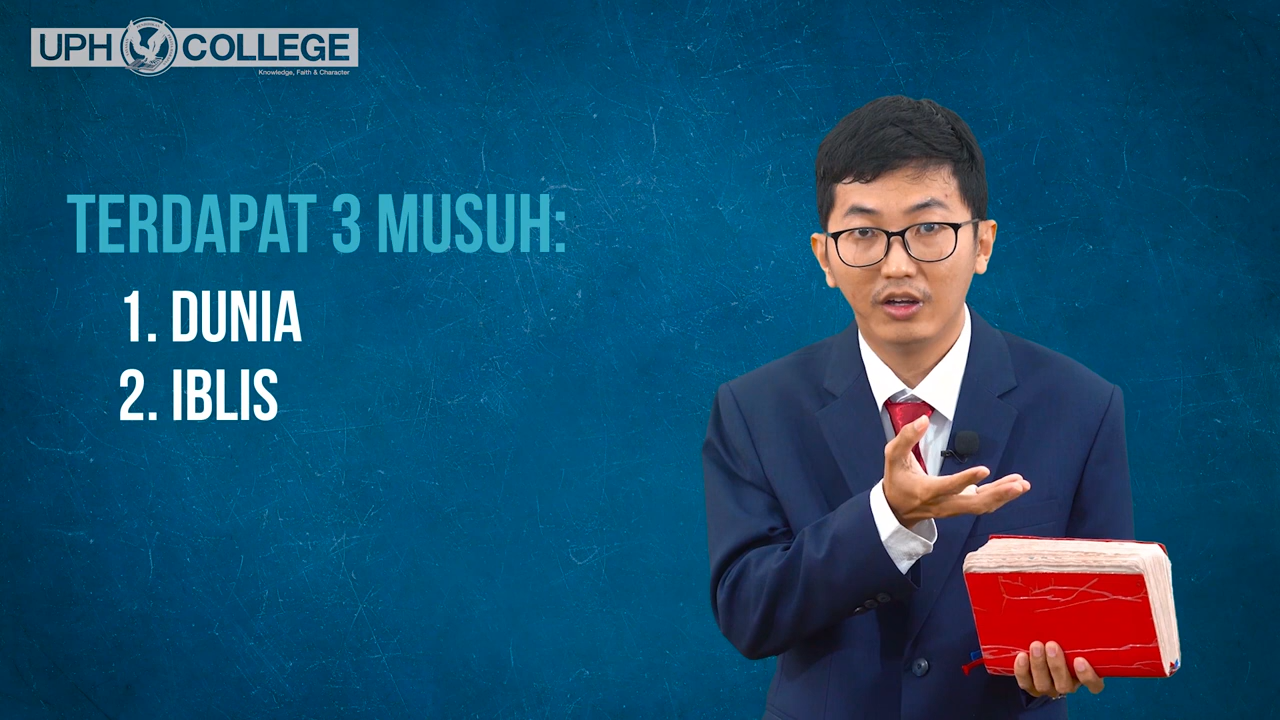 UPH COLLEGE
Knowledge, Faith & Character
TERDAPAT 3 MUSUH:
1. DUNIA
2. IBLIS